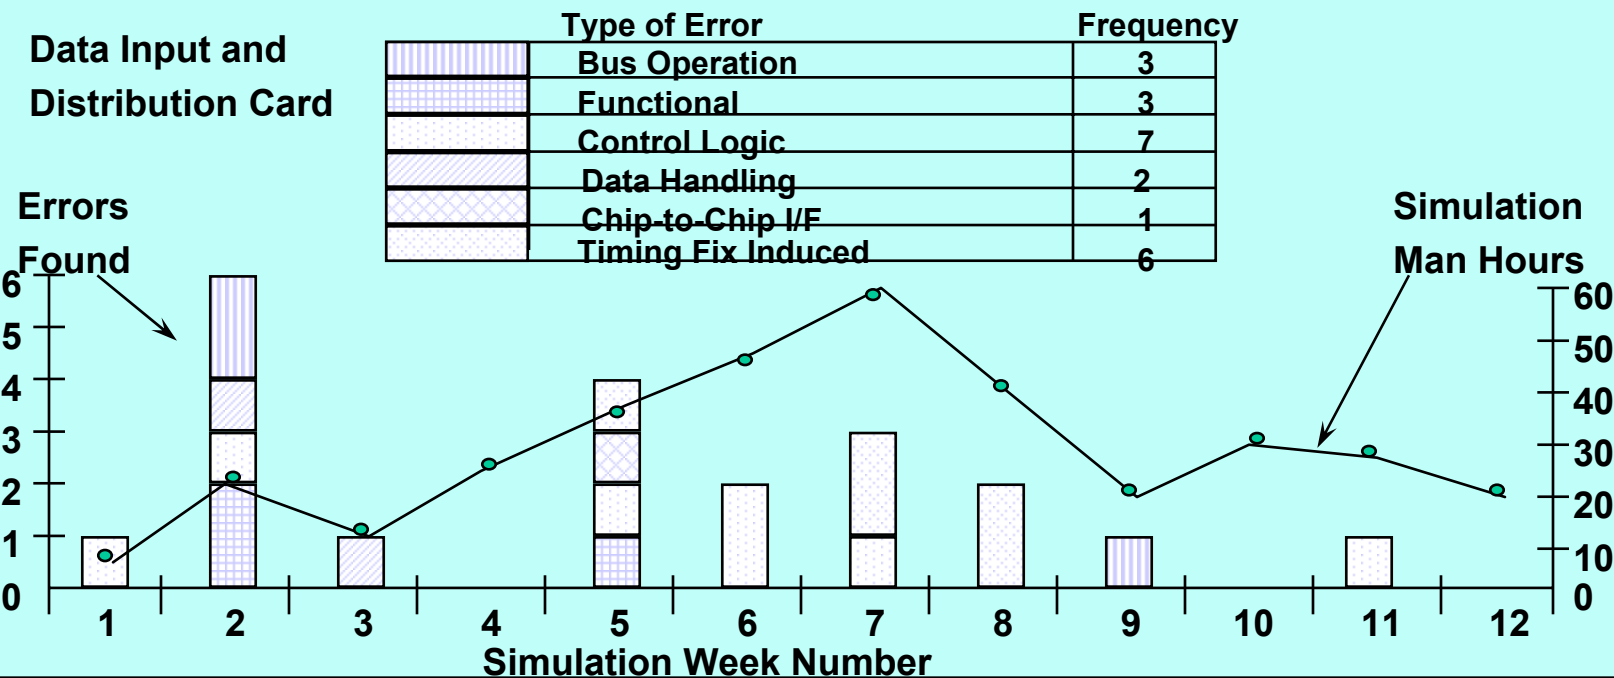 Data Input and
Distribution Card
Type of Error Frequency
Bus Operation 3
Functional 3
Control Logic 7
Data Handling 2
Chip-to-Chip I/F 1
Timing Fix Induced 6
Errors
Found
Simulation
Man Hours
6
5
4
3
2
1
0
60
50
40
30
20
10
0
1 2 3 4 5 6 7 8 9 10 11 12
Simulation Week Number